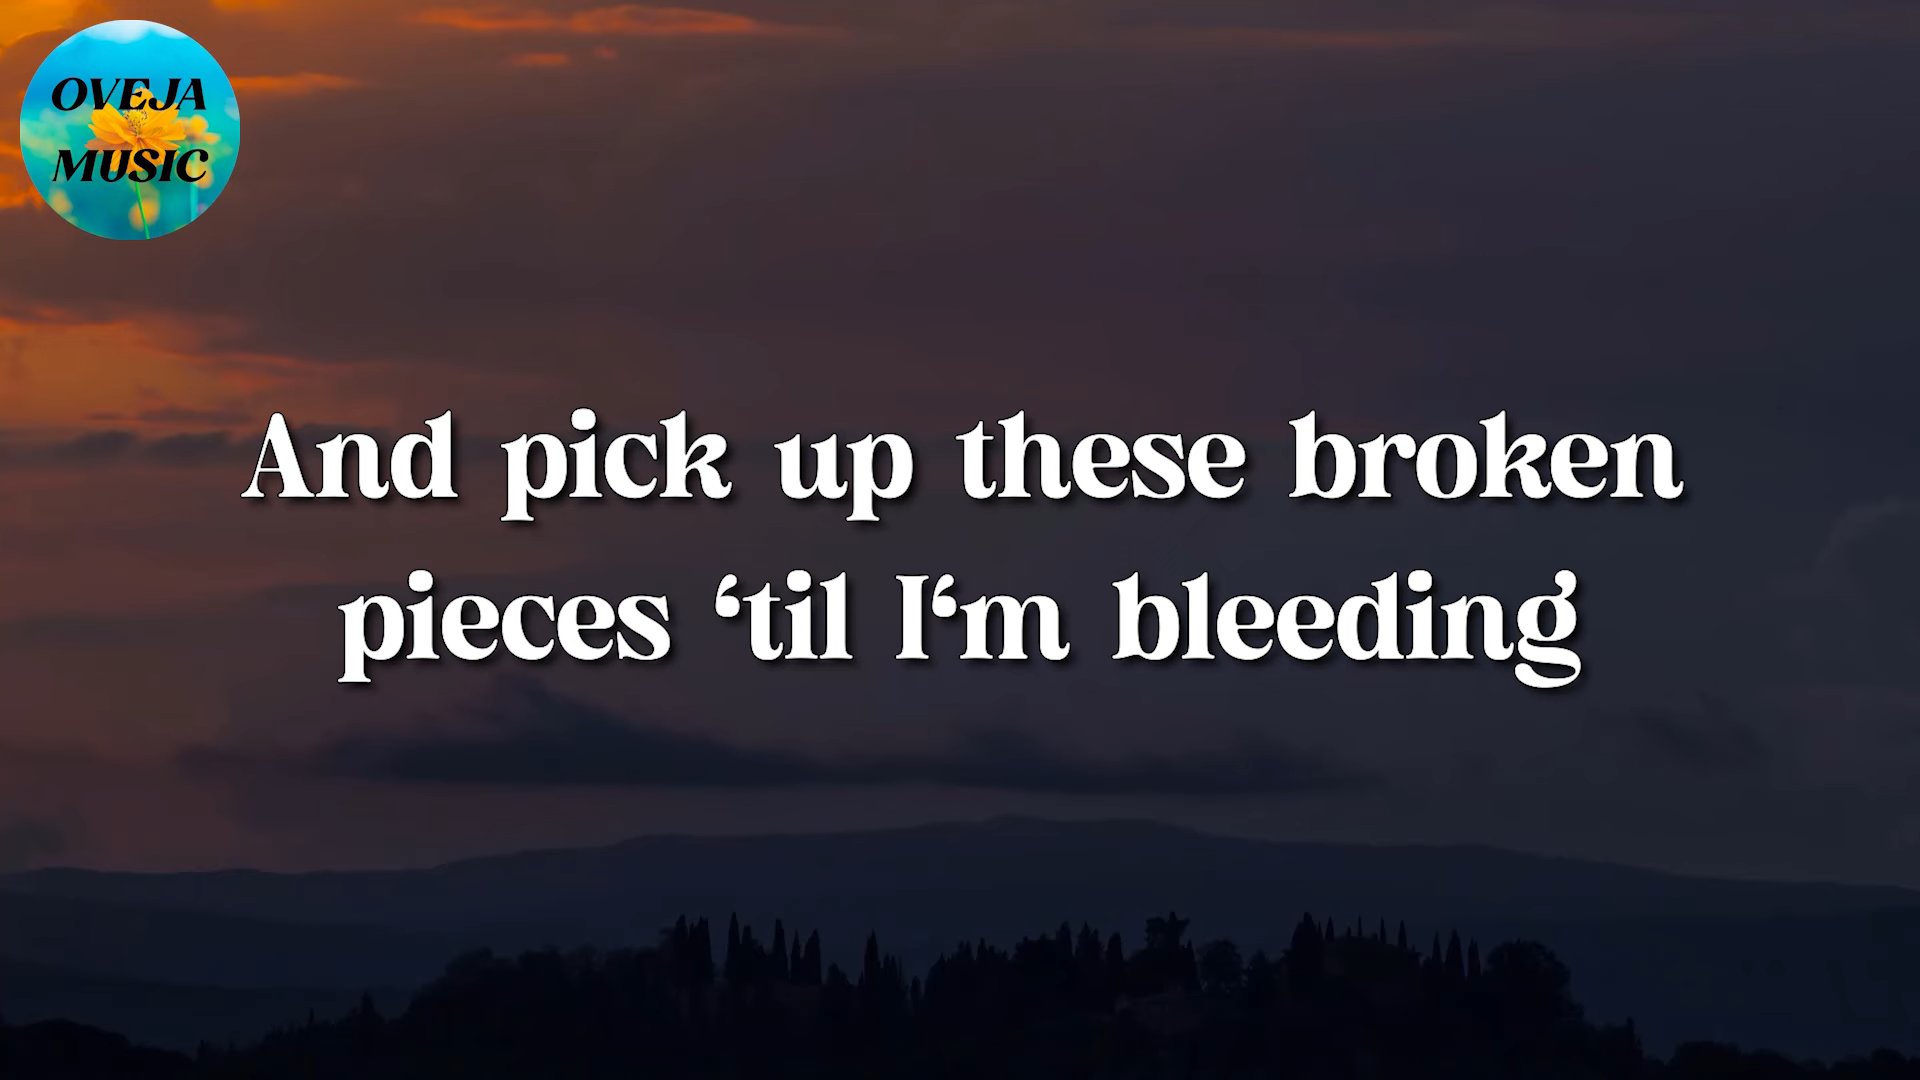 OVEJA
MUSIC
And pick up these broken
pieces ‘til I‘m bleeding